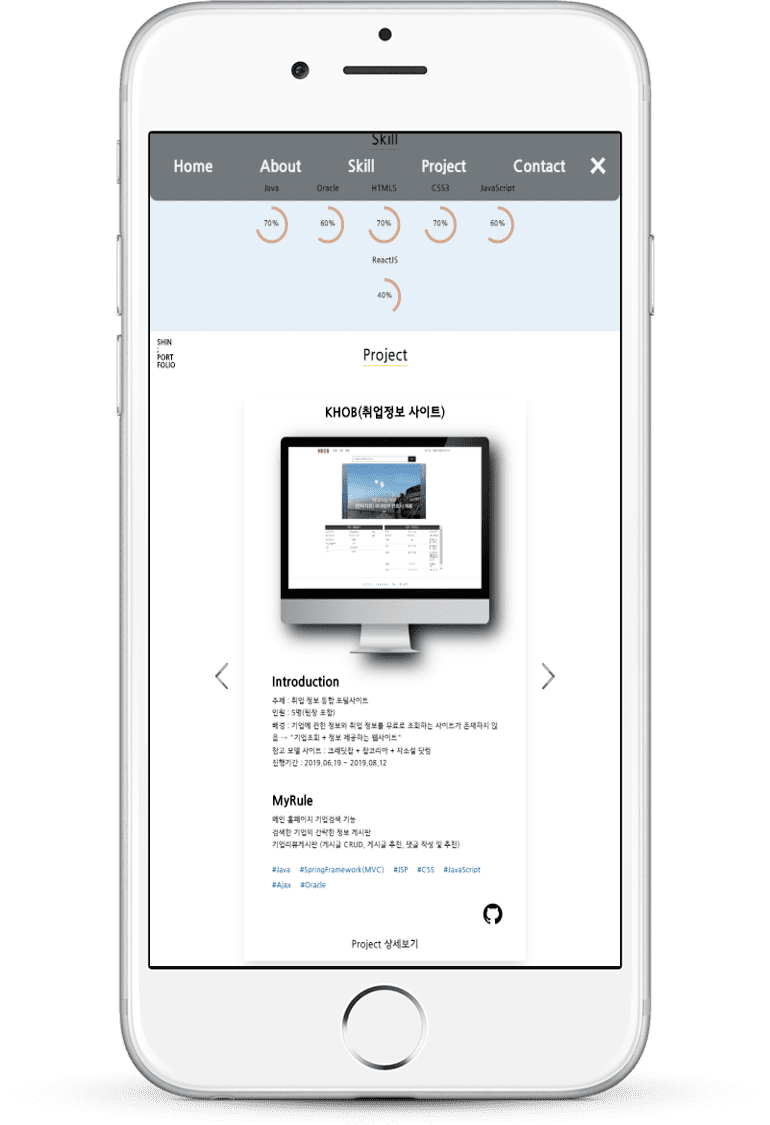 Skill
Home About Skill Project Contact ×
Java Oracle HTML5 CSS3 JavaScript
70% 60% 70% 70% 60%
ReactJS
40%
SHIN
:
PORT
FOLIO
Project
KHOB(취업정보 사이트)
KHOB
Introduction
주제 : 취업 정보 통합 포털사이트
인원 : 5명(팀장 포함)
배경 : 기업에 관한 정보와 취업 정보를 무료로 조회하는 사이트가 존재하지 않
음 → "기업조회 + 정보 제공하는 웹사이트"
참고 모델 사이트 : 크레딧잡 + 잡코리아 + 자소설 닷컴
진행기간 : 2019.06.19 ~ 2019.08.12
MyRule
메인 홈페이지 기업검색 기능
검색한 기업의 간략한 정보 게시판
기업리뷰게시판 (게시글 CRUD, 게시글 추천, 댓글 작성 및 추천)
#Java #SpringFramework(MVC) #JSP #CSS #JavaScript
#Ajax #Oracle
Project 상세보기